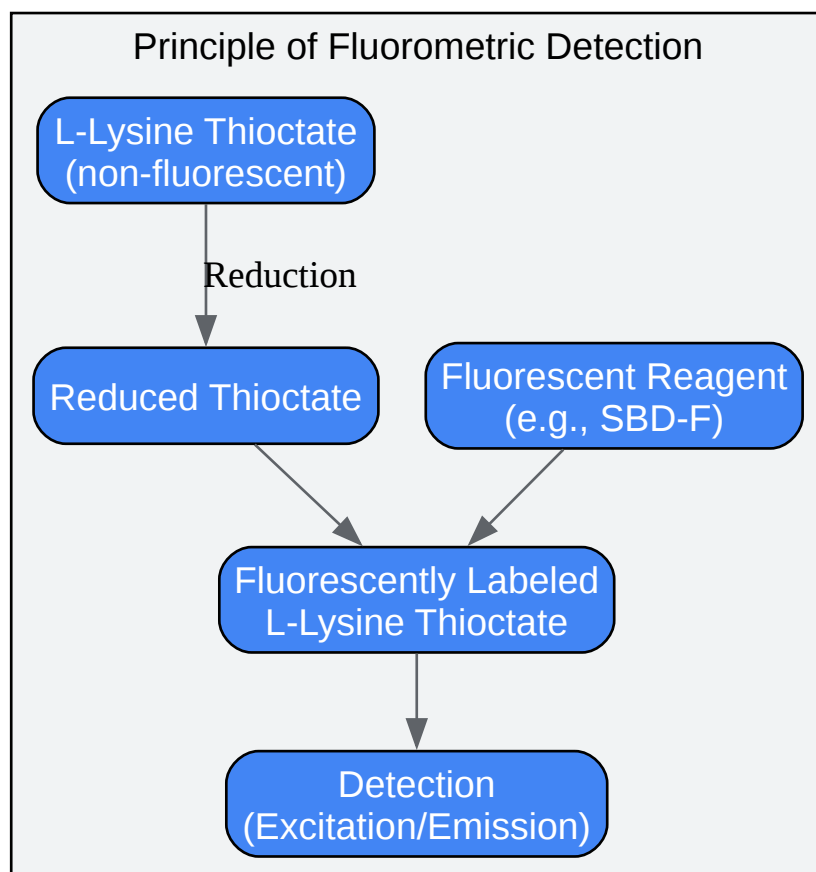 Principle of Fluorometric Detection
L-Lysine Thioctate
(non-fluorescent)
Reduction
Reduced Thioctate
Fluorescent Reagent
(e.g., SBD-F)
Fluorescently Labeled
L-Lysine Thioctate
Detection
(Excitation/Emission)